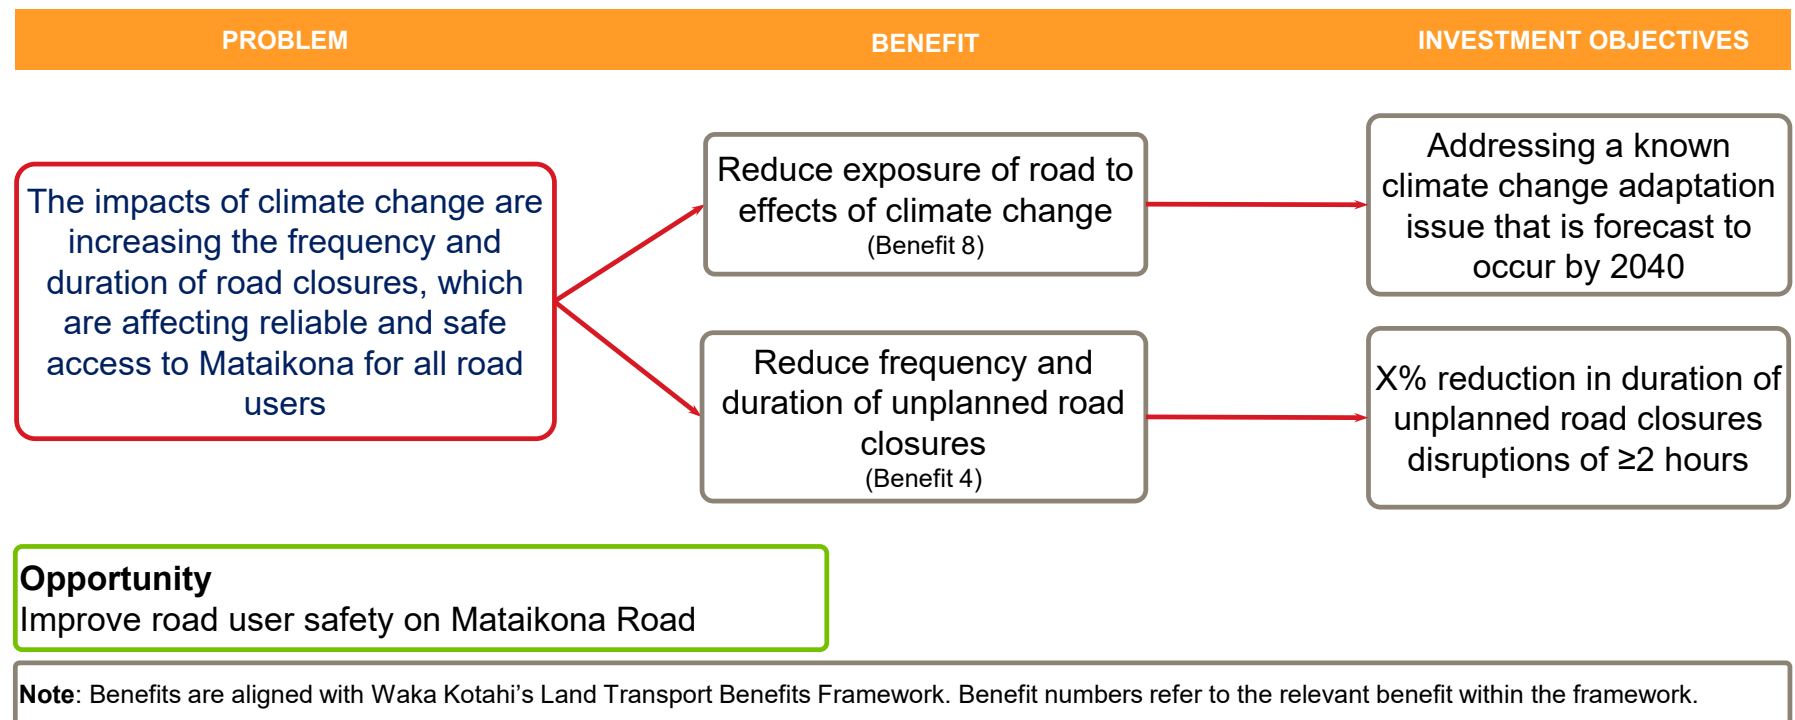 PROBLEM
BENEFIT
INVESTMENT OBJECTIVES
The impacts of climate change are
increasing the frequency and
duration of road closures, which
are affecting reliable and safe
access to Mataikona for all road
users
Reduce exposure of road to
effects of climate change
(Benefit 8)
Addressing a known
climate change adaptation
issue that is forecast to
occur by 2040
Reduce frequency and
duration of unplanned road
closures
(Benefit 4)
X% reduction in duration of
unplanned road closures
disruptions of ≥2 hours
Opportunity
Improve road user safety on Mataikona Road
Note: Benefits are aligned with Waka Kotahi’s Land Transport Benefits Framework. Benefit numbers refer to the relevant benefit within the framework.